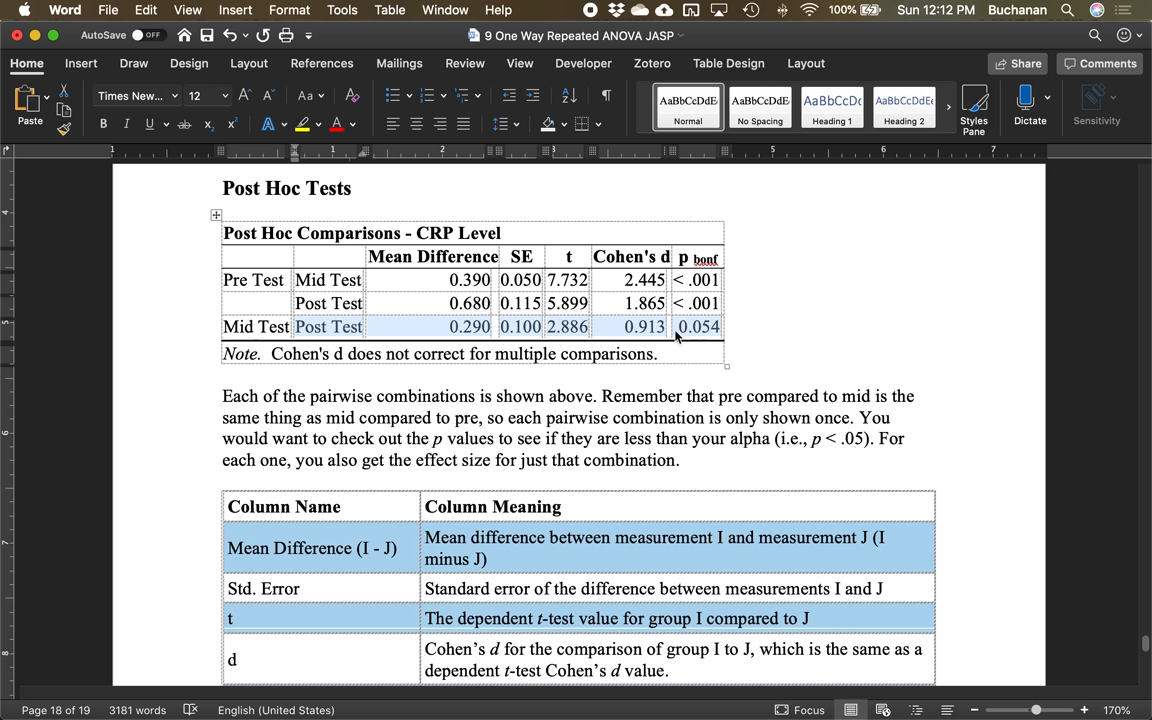 Word File Edit View Insert Format Tools Table Window Help 100% Sun 12:12 PM Buchanan
AutoSave OFF 9 One Way Repeated ANOVA JASP
Home Insert Draw Design Layout References Mailings Review View Developer Zotero Table Design Layout Share Comments
Paste Times New... 12 Aa AaBbCcDdE AaBbCcDdE AaBbCcDc AaBbCcDdE
Normal No Spacing Heading 1 Heading 2 Styles Pane Dictate Sensitivity
1 1 2 3 5 6 7
Post Hoc Tests
Post Hoc Comparisons - CRP Level
Mean Difference SE t Cohen's d p bonf
Pre Test Mid Test 0.390 0.050 7.732 2.445 < .001
Post Test 0.680 0.115 5.899 1.865 < .001
Mid Test Post Test 0.290 0.100 2.886 0.913 0.054
Note. Cohen's d does not correct for multiple comparisons.
Each of the pairwise combinations is shown above. Remember that pre compared to mid is the
same thing as mid compared to pre, so each pairwise combination is only shown once. You
would want to check out the p values to see if they are less than your alpha (i.e., p < .05). For
each one, you also get the effect size for just that combination.
Column Name Column Meaning
Mean Difference (I - J) Mean difference between measurement I and measurement J (I
minus J)
Std. Error Standard error of the difference between measurements I and J
t The dependent t-test value for group I compared to J
d Cohen’s d for the comparison of group I to J, which is the same as a
dependent t-test Cohen’s d value.
Page 18 of 19 3181 words English (United States) Focus 170%